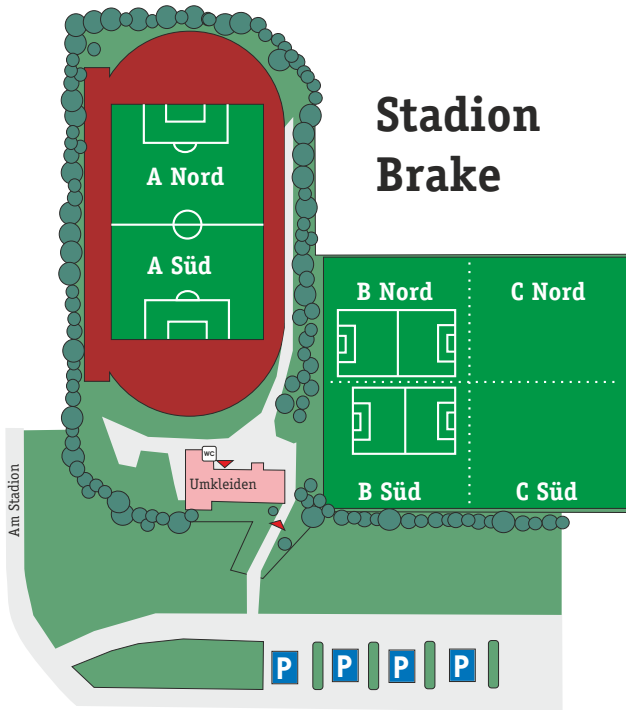 Stadion
Brake
A Nord
A Süd
B Nord
C Nord
B Süd
C Süd
WC
Umkleiden
Am Stadion
P
P
P
P